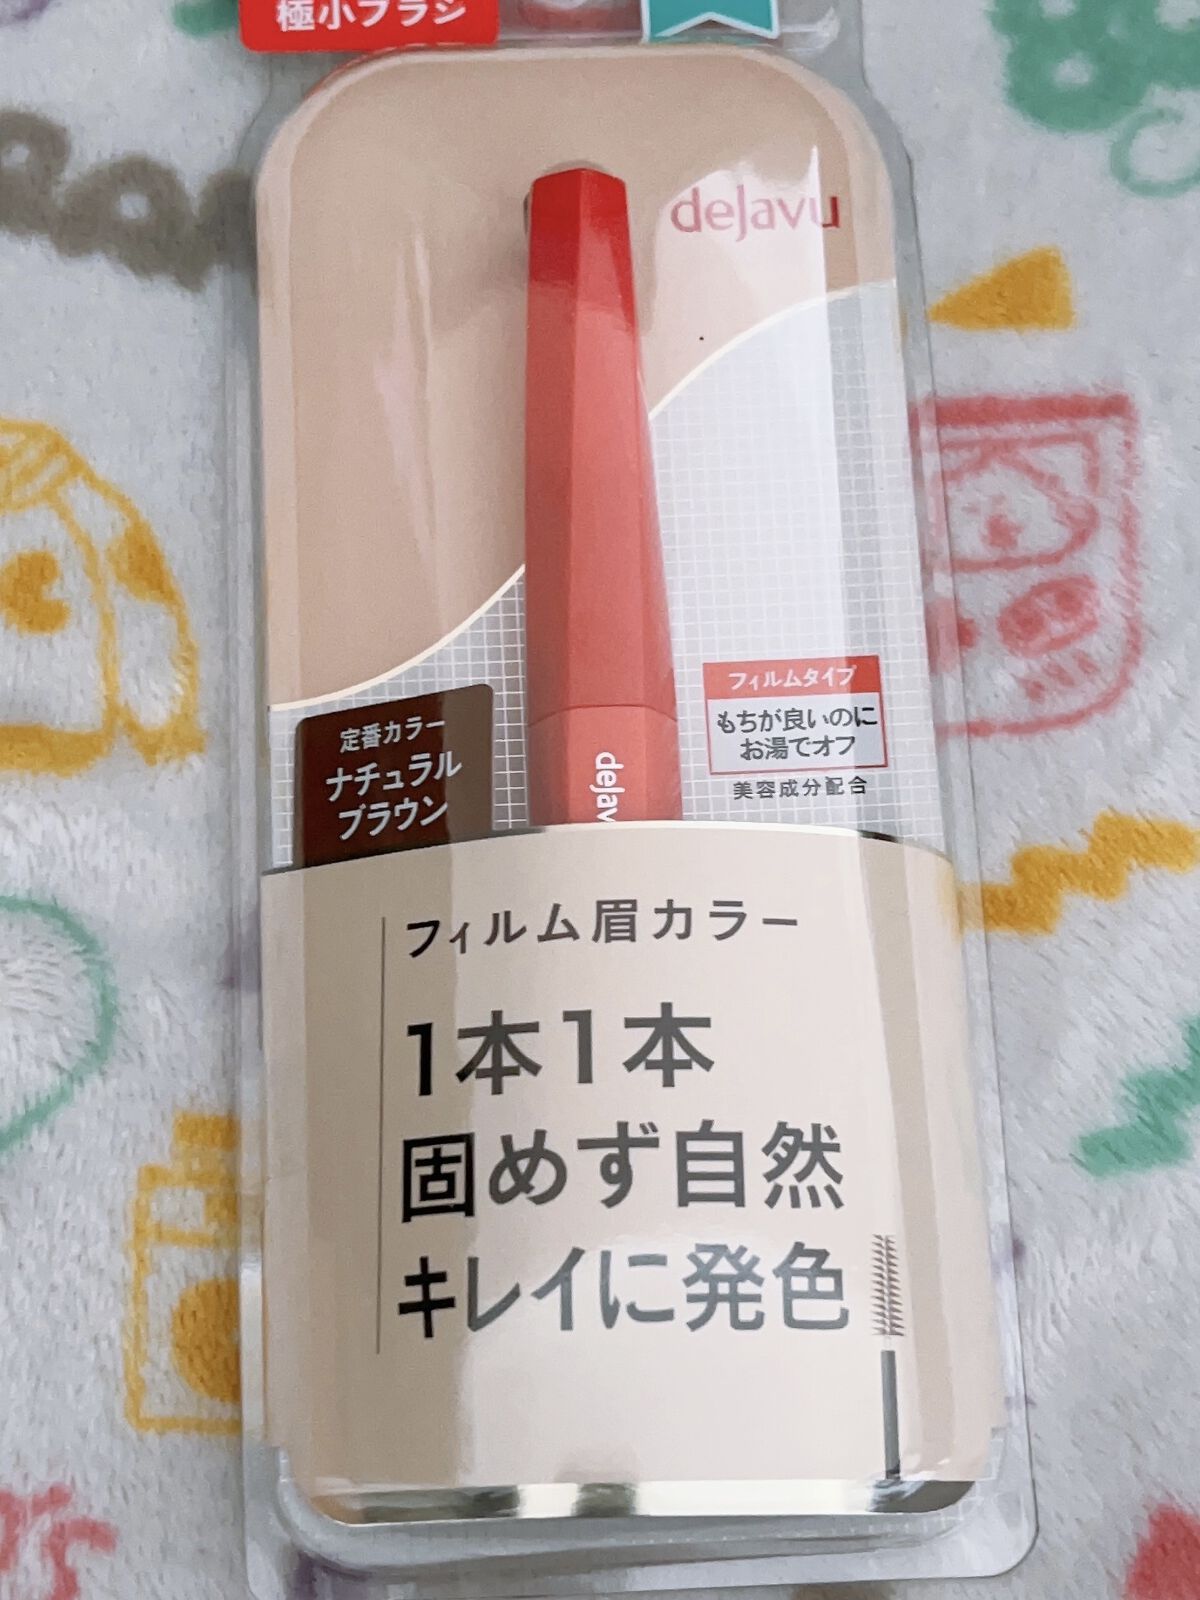 極小ブラシ
dejavu
フィルムタイプ
もちが良いのに
お湯でオフ
美容成分配合
定番カラー
ナチュラル
ブラウン
フィルム眉カラー
1本1本
固めず自然
キレイに発色